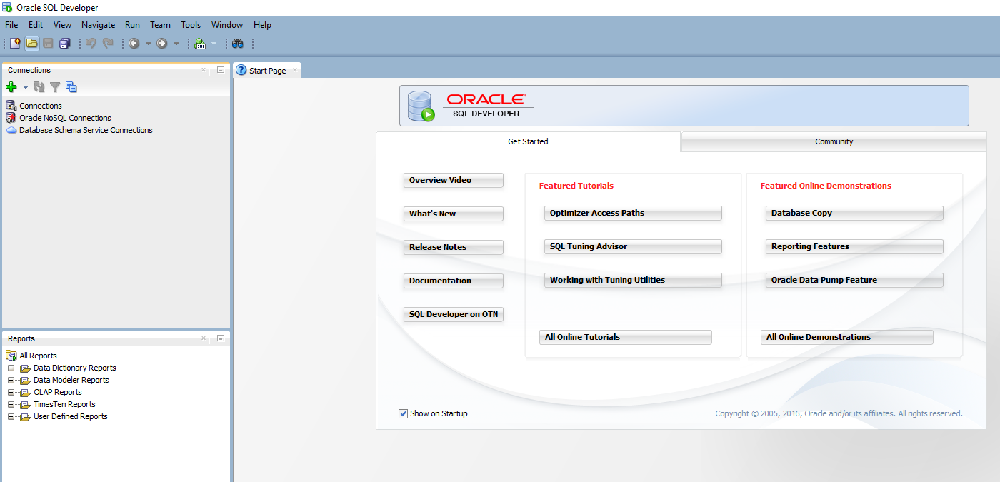 Oracle SQL Developer
File Edit View Navigate Run Team Tools Window Help
SQL
Connections
Connections
Oracle NoSQL Connections
Database Schema Service Connections
Reports
All Reports
Data Dictionary Reports
Data Modeler Reports
OLAP Reports
TimesTen Reports
User Defined Reports
? Start Page
ORACLE®
SQL DEVELOPER
Get Started
Community
Overview Video
What's New
Release Notes
Documentation
SQL Developer on OTN
Featured Tutorials
Optimizer Access Paths
SQL Tuning Advisor
Working with Tuning Utilities
All Online Tutorials
Featured Online Demonstrations
Database Copy
Reporting Features
Oracle Data Pump Feature
All Online Demonstrations
Show on Startup
Copyright © 2005, 2016, Oracle and/or its affiliates. All rights reserved.